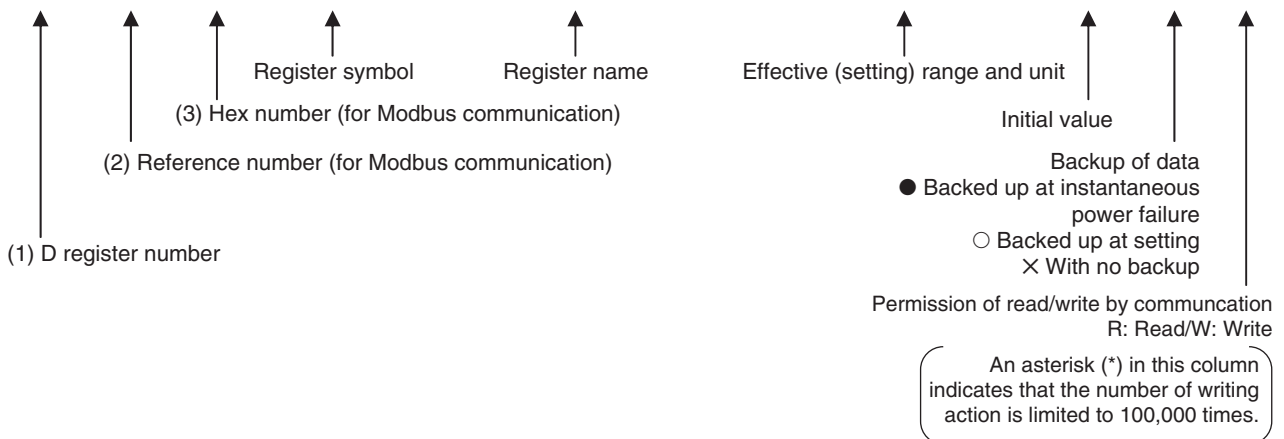 Register symbol
Register name
Effective (setting) range and unit
(3) Hex number (for Modbus communication)
Initial value
(2) Reference number (for Modbus communication)
Backup of data
● Backed up at instantaneous
power failure
○ Backed up at setting
× With no backup
(1) D register number
Permission of read/write by communcation
R: Read/W: Write
An asterisk (*) in this column
indicates that the number of writing
action is limited to 100,000 times.